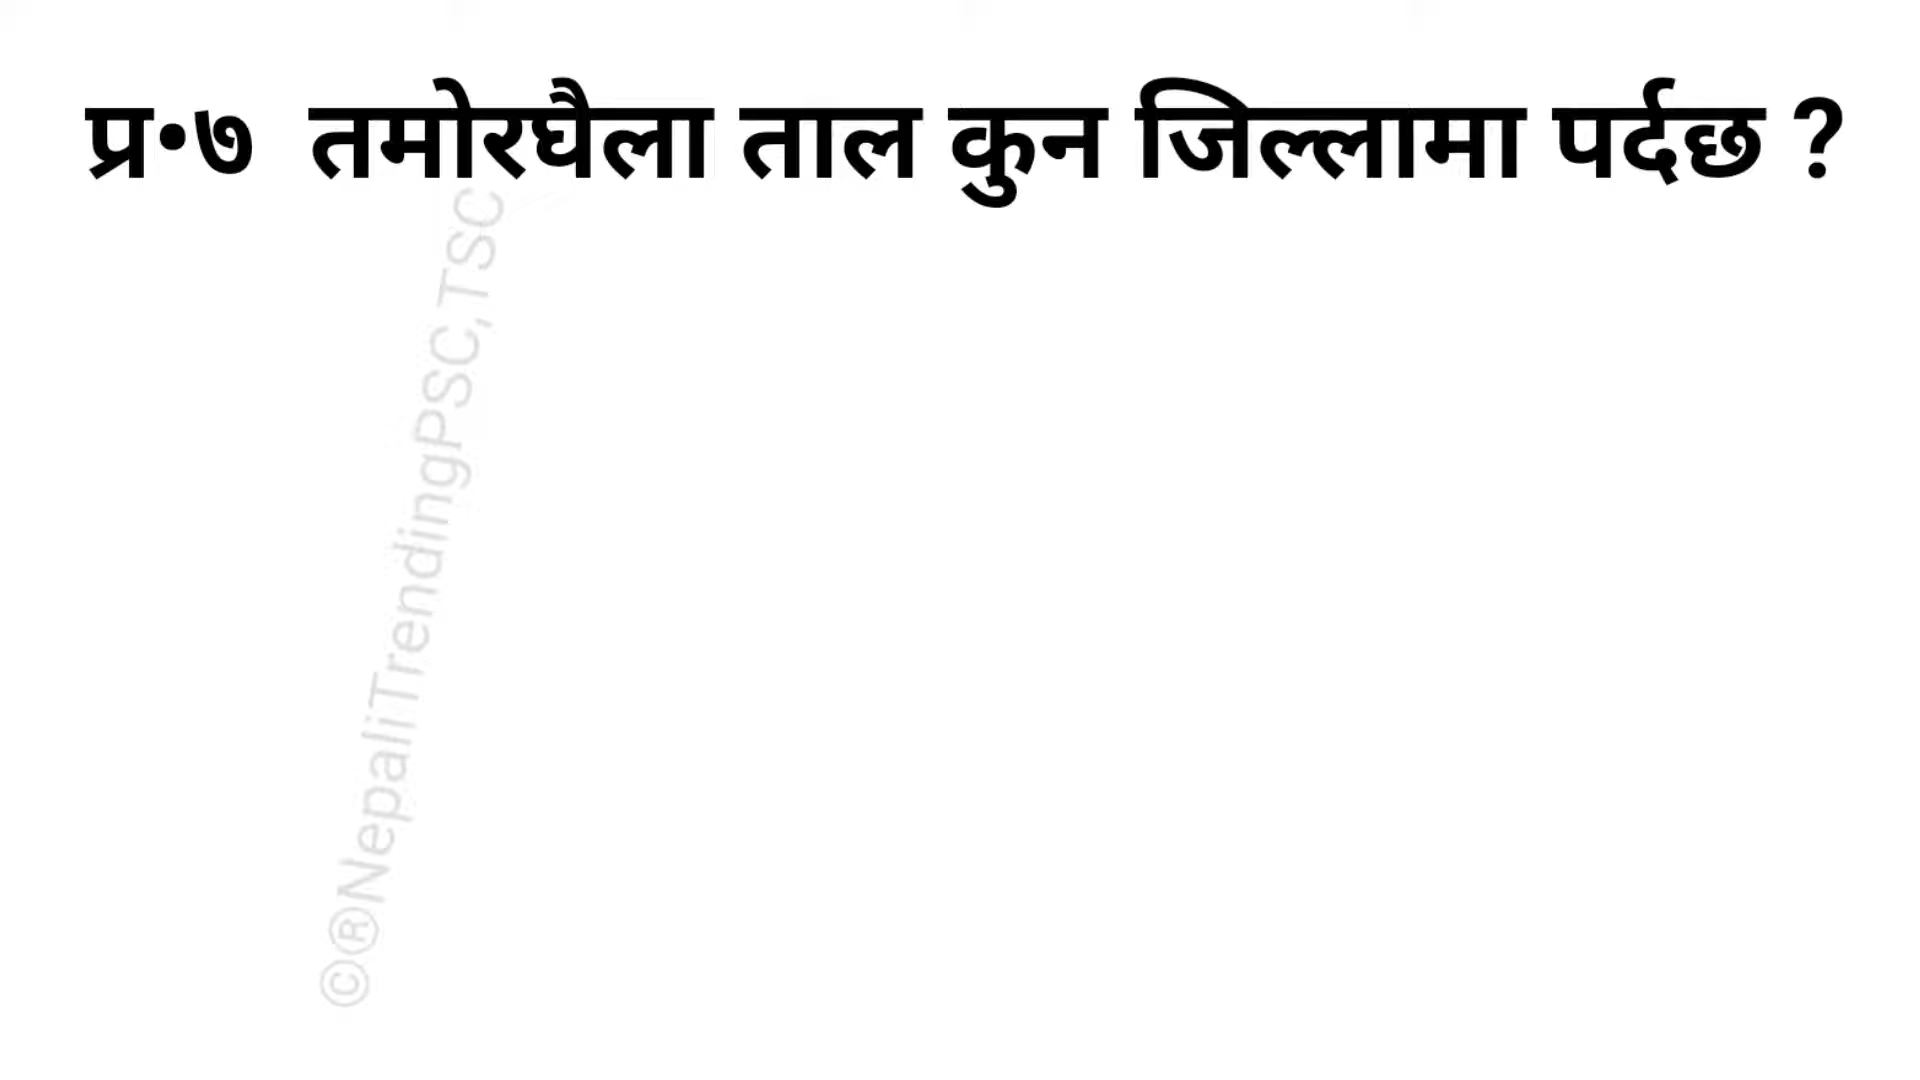 प्र•७ तमोरघैला ताल कुन जिल्लामा पर्दछ ?
©®NepaliTrendingPSC,TSC